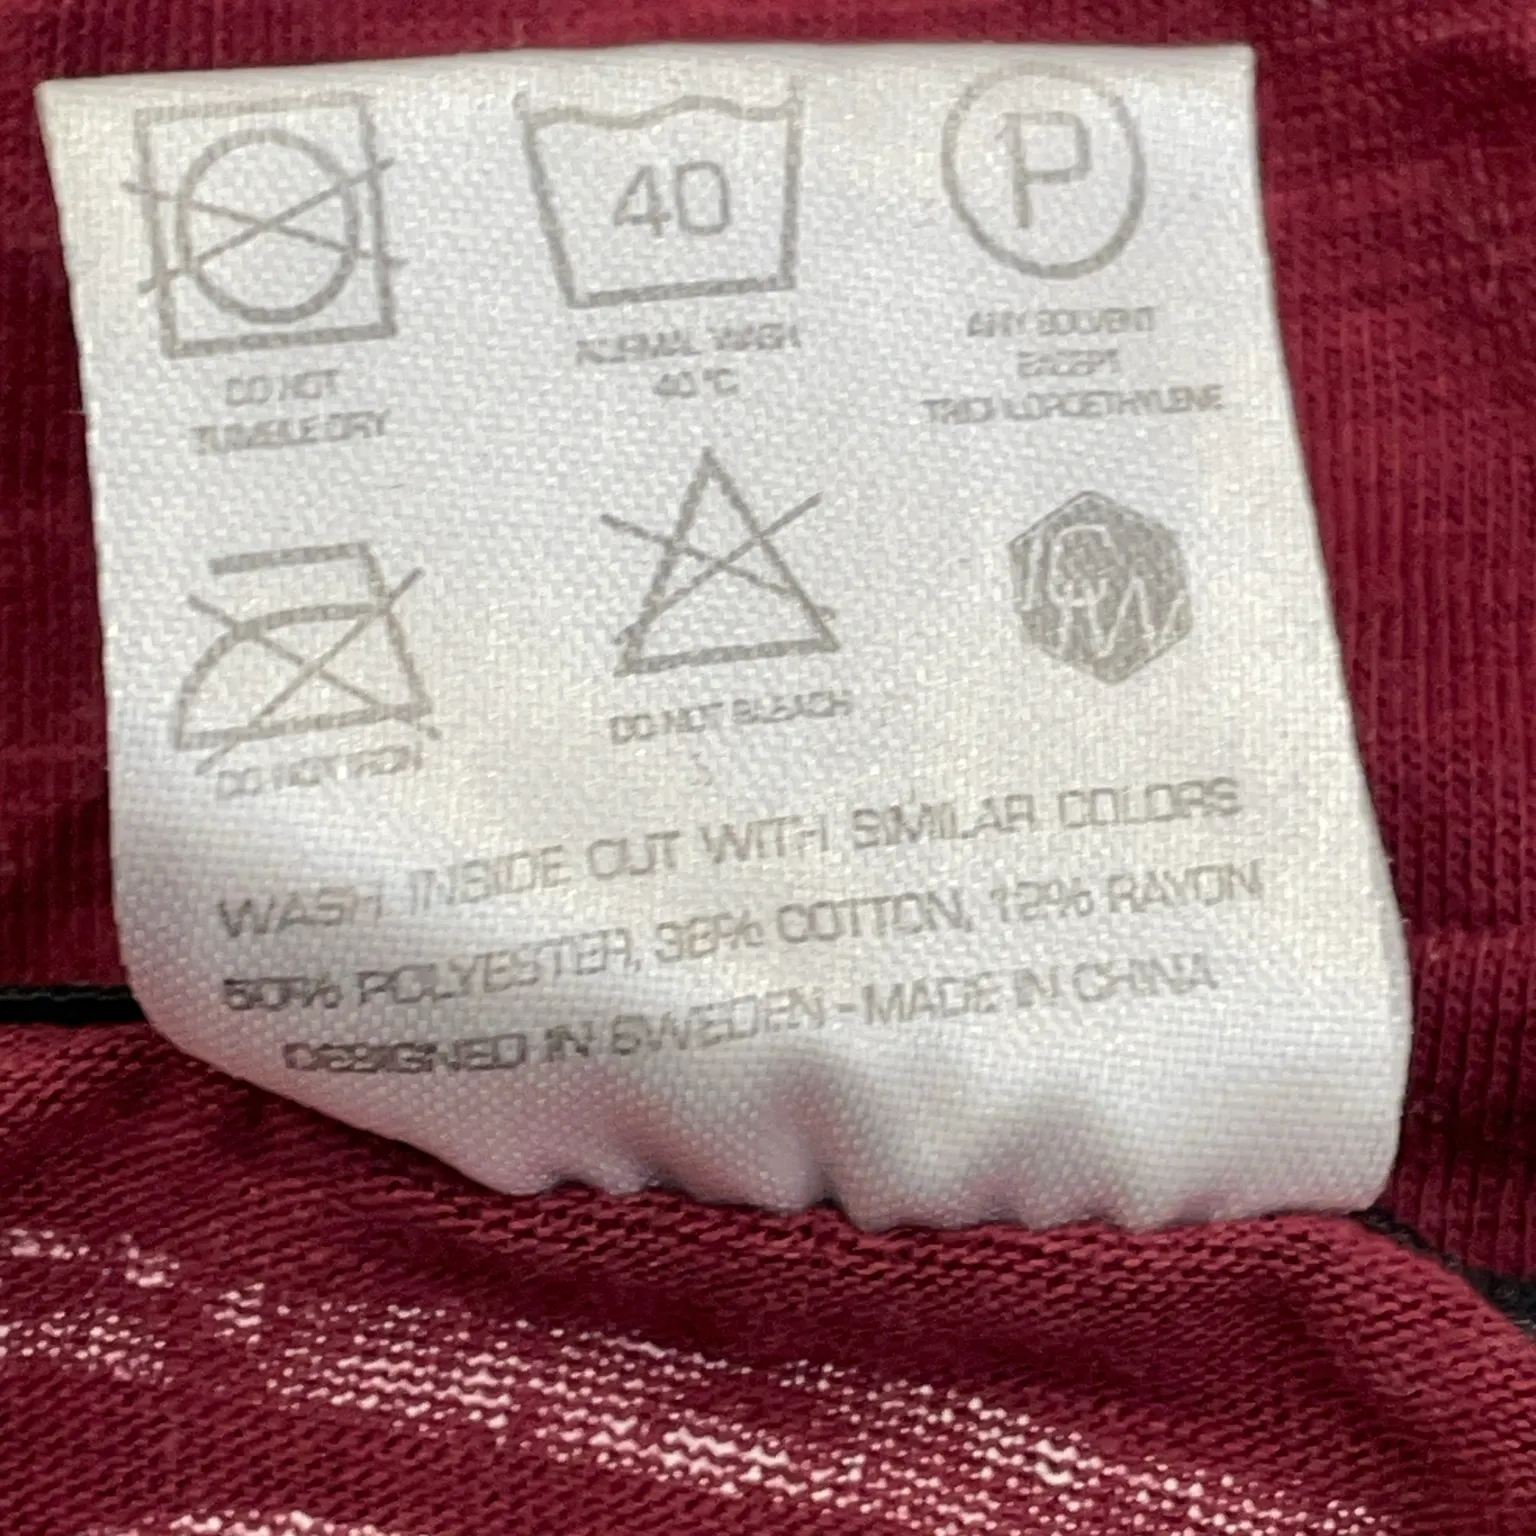 40
P
DO NOT
TUMBLE DRY
NORMAL WASH
40 °C
ANY SOLVENT
EXCEPT
TRICHLOROETHYLENE
ICIW
DO NOT IRON
DO NOT BLEACH
WASH INSIDE OUT WITH SIMILAR COLORS
50% POLYESTER, 38% COTTON, 12% RAYON
DESIGNED IN SWEDEN - MADE IN CHINA